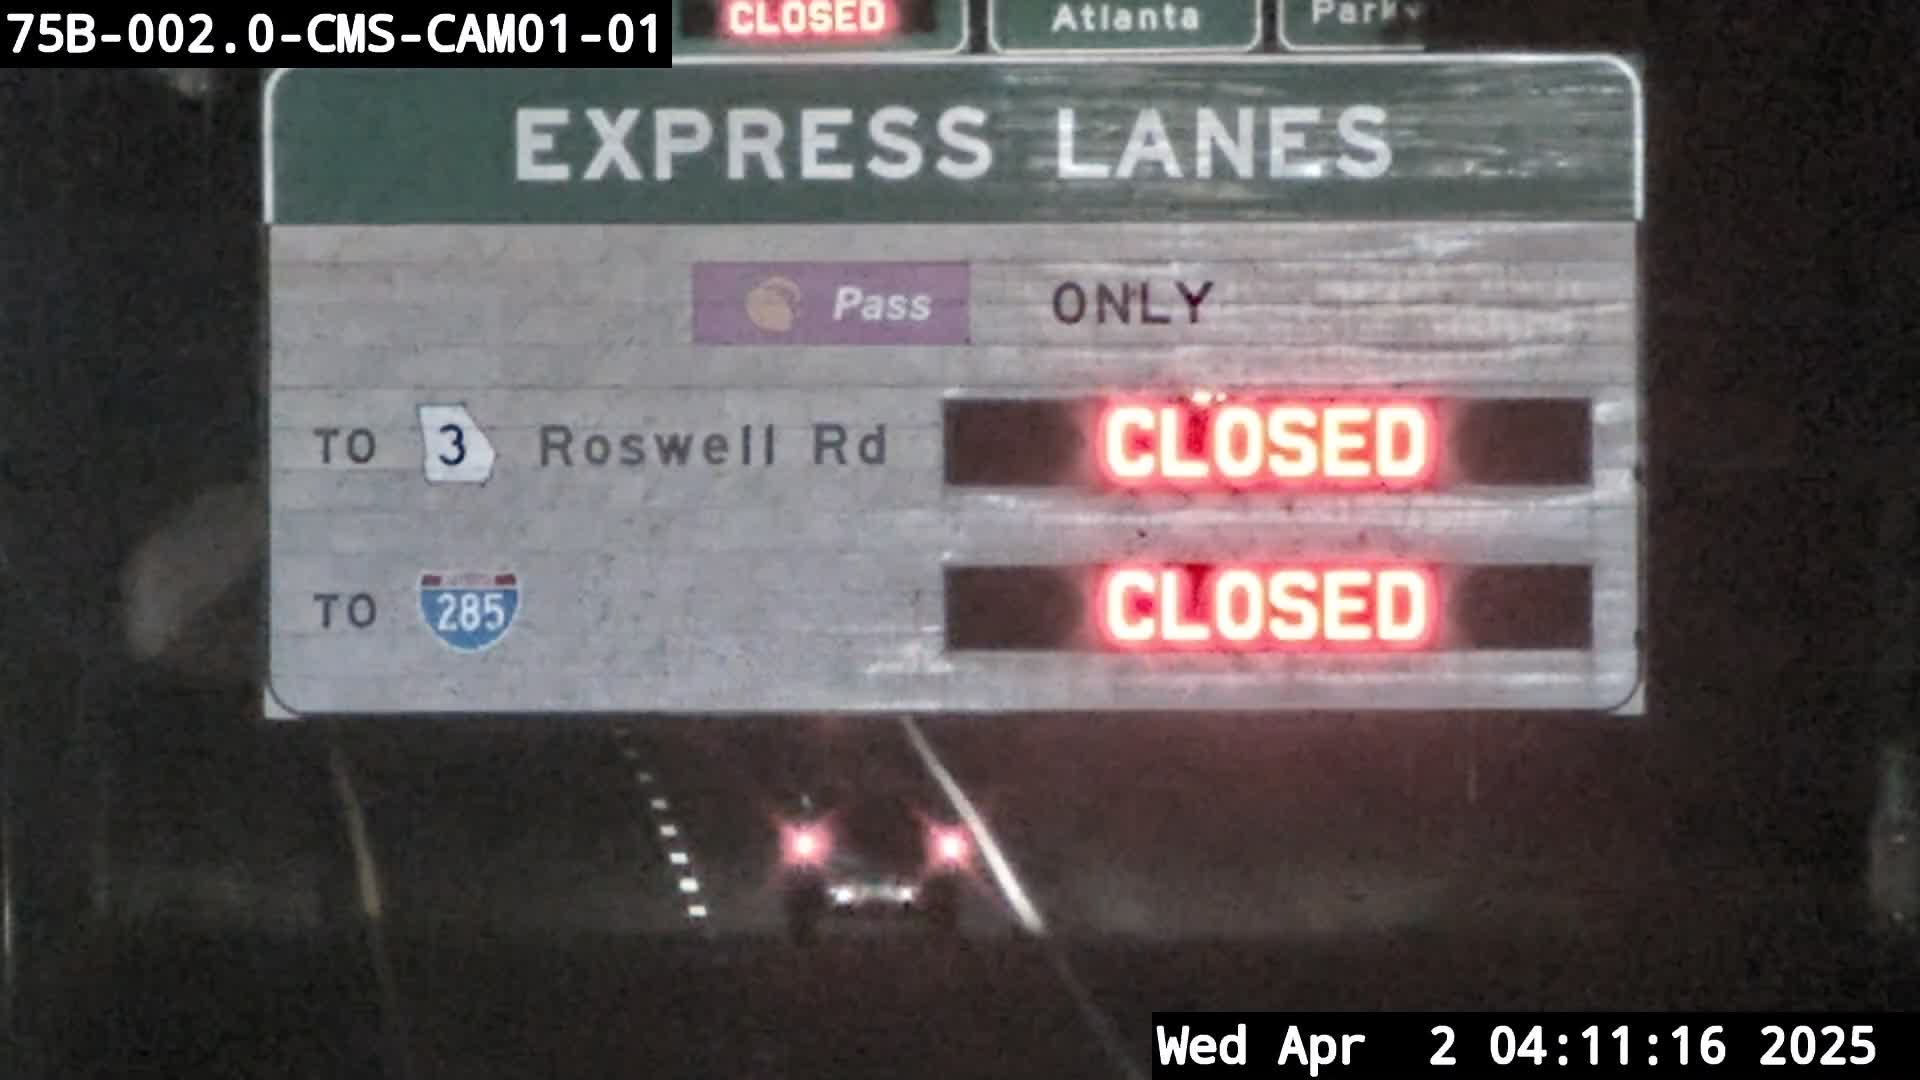 75B-002.0-CMS-CAM01-01
CLOSED
Atlanta
EXPRESS LANES
Pass ONLY
TO 3 Roswell Rd CLOSED
TO 285 CLOSED
Wed Apr 2 04:11:16 2025